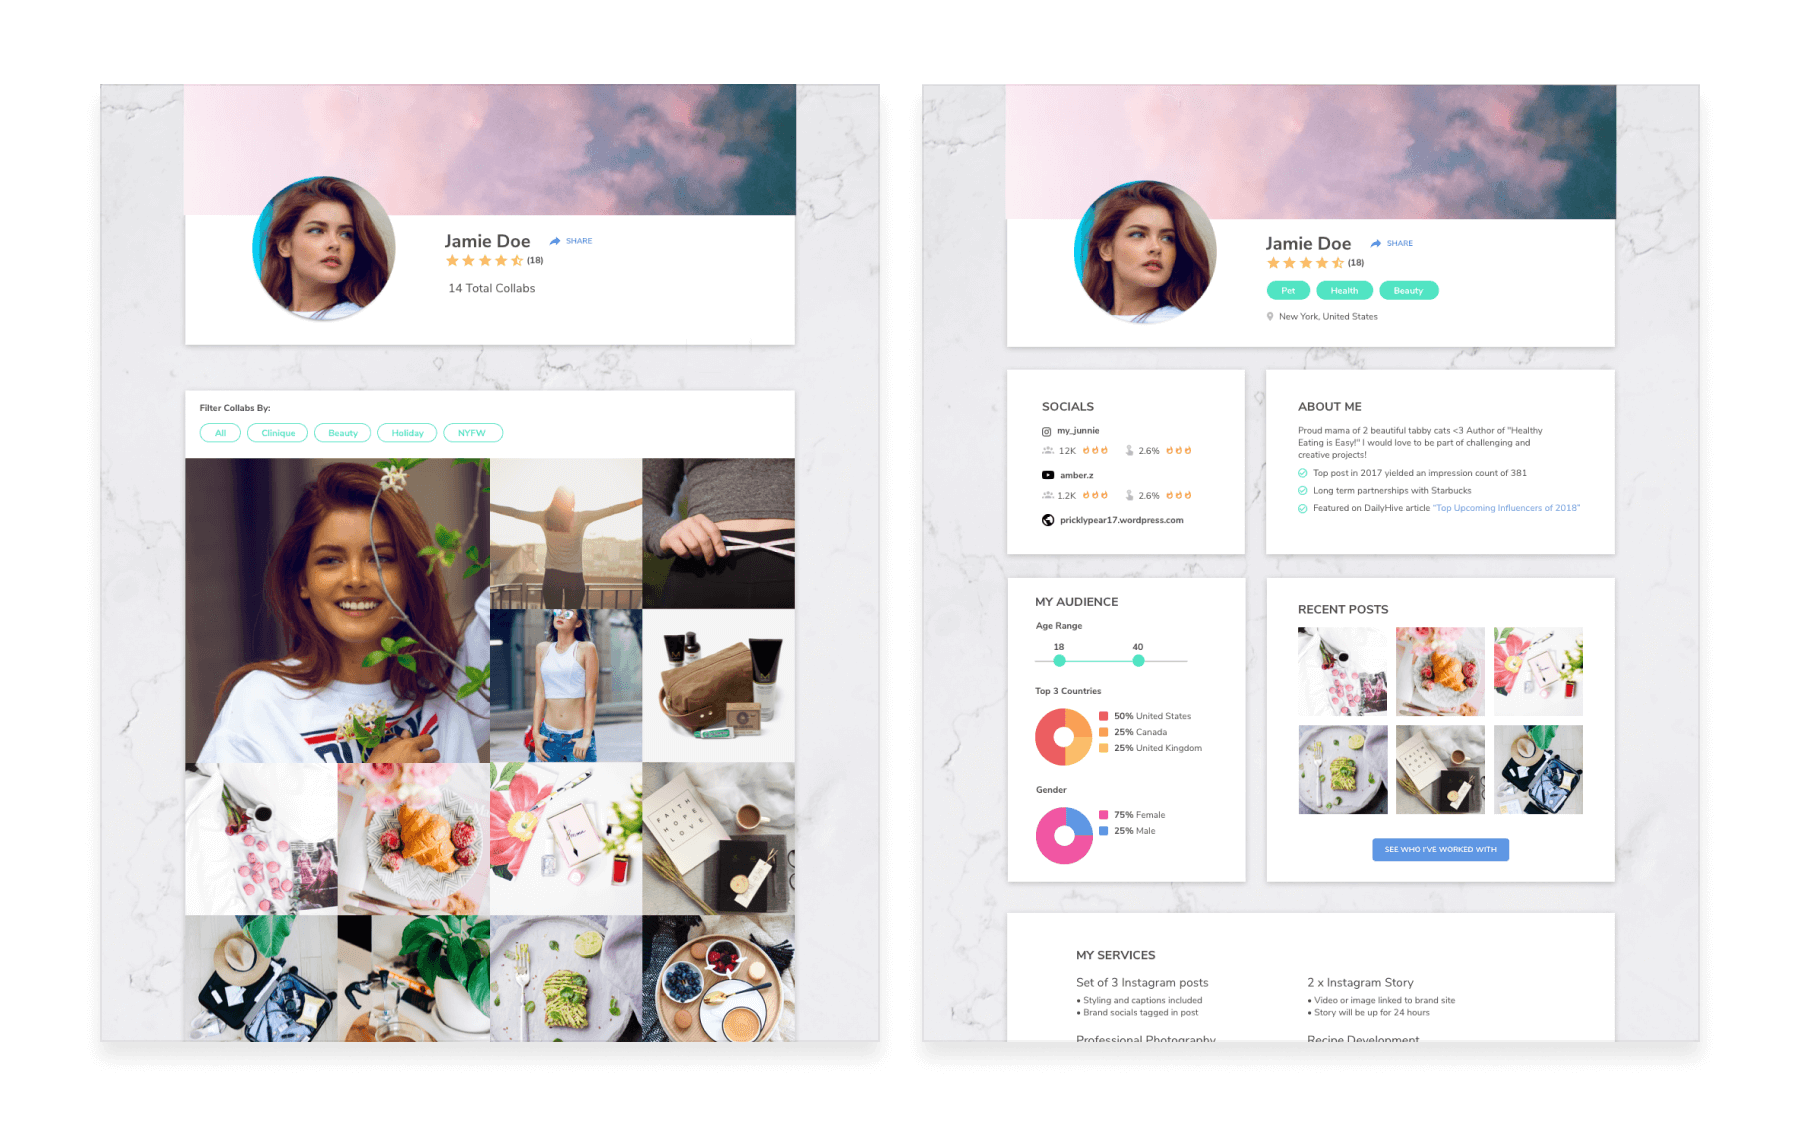 Jamie Doe SHARE
(18)
14 Total Collabs
Filter Collabs By:
All Clinique Beauty Holiday NYFW
FAITH
HOPE
LOVE
Jamie Doe SHARE
(18)
Pet Health Beauty
New York, United States
SOCIALS
my_junnie
12K 2.6%
amber.z
1.2K 2.6%
pricklypear17.wordpress.com
ABOUT ME
Proud mama of 2 beautiful tabby cats <3 Author of "Healthy
Eating is Easy!" I would love to be part of challenging and
creative projects!
Top post in 2017 yielded an impression count of 381
Long term partnerships with Starbucks
Featured on DailyHive article “Top Upcoming Influencers of 2018”
MY AUDIENCE
Age Range
18 40
Top 3 Countries
50% United States
25% Canada
25% United Kingdom
Gender
75% Female
25% Male
RECENT POSTS
SEE WHO I'VE WORKED WITH
MY SERVICES
Set of 3 Instagram posts
• Styling and captions included
• Brand socials tagged in post
Professional Photography
2 x Instagram Story
• Video or image linked to brand site
• Story will be up for 24 hours
Recipe Development